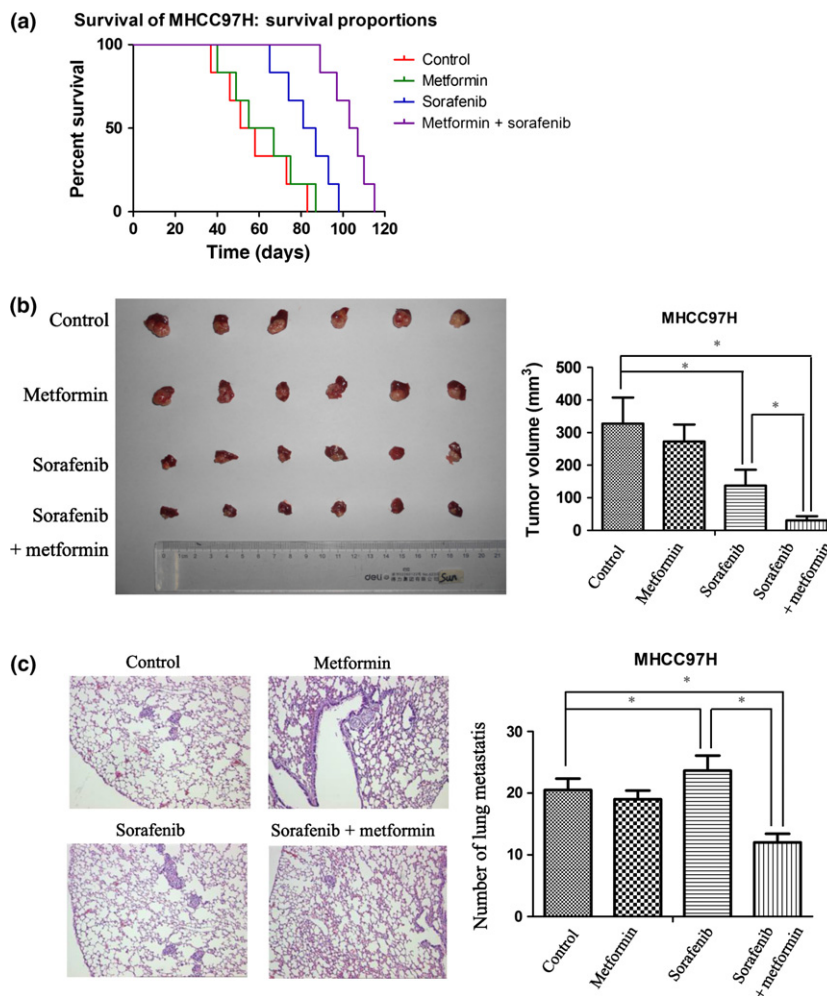 (a)
Survival of MHCC97H: survival proportions
100
50
0
Percent survival
0 20 40 60 80 100 120
Time (days)
Control
Metformin
Sorafenib
Metformin + sorafenib
(b)
Control
Metformin
Sorafenib
Sorafenib
+ metformin
MHCC97H
Tumor volume (mm³)
500
400
300
200
100
0
*
*
*
Control
Metformin
Sorafenib
Sorafenib
+ metformin
(c)
Control
Metformin
Sorafenib
Sorafenib + metformin
MHCC97H
Number of lung metastatis
30
20
10
0
*
*
*
Control
Metformin
Sorafenib
Sorafenib
+ metformin